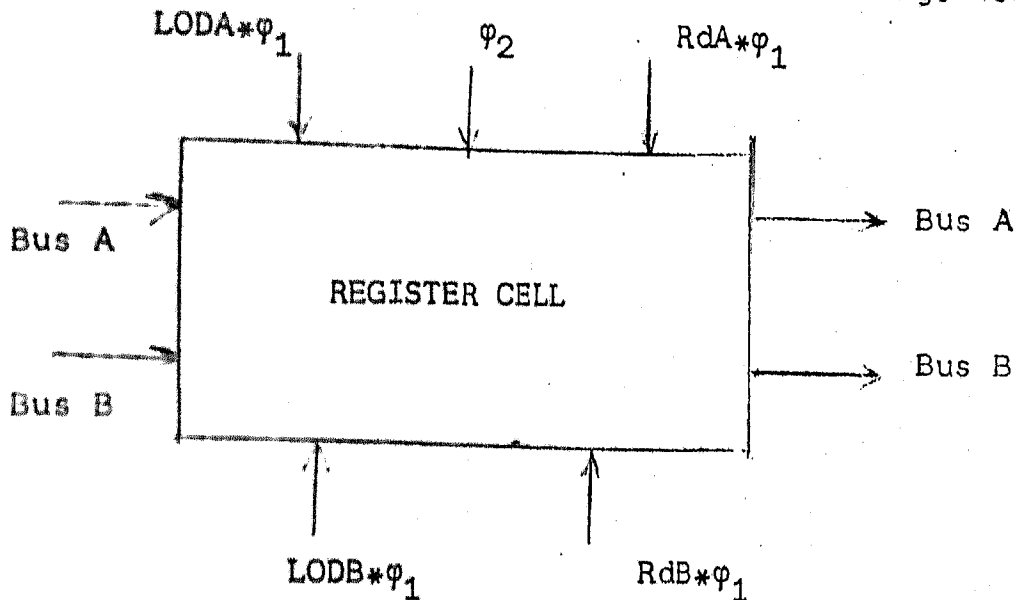 LODA*φ₁ φ₂ RdA*φ₁
Bus A Bus A
REGISTER CELL
Bus B Bus B
LODB*φ₁ RdB*φ₁